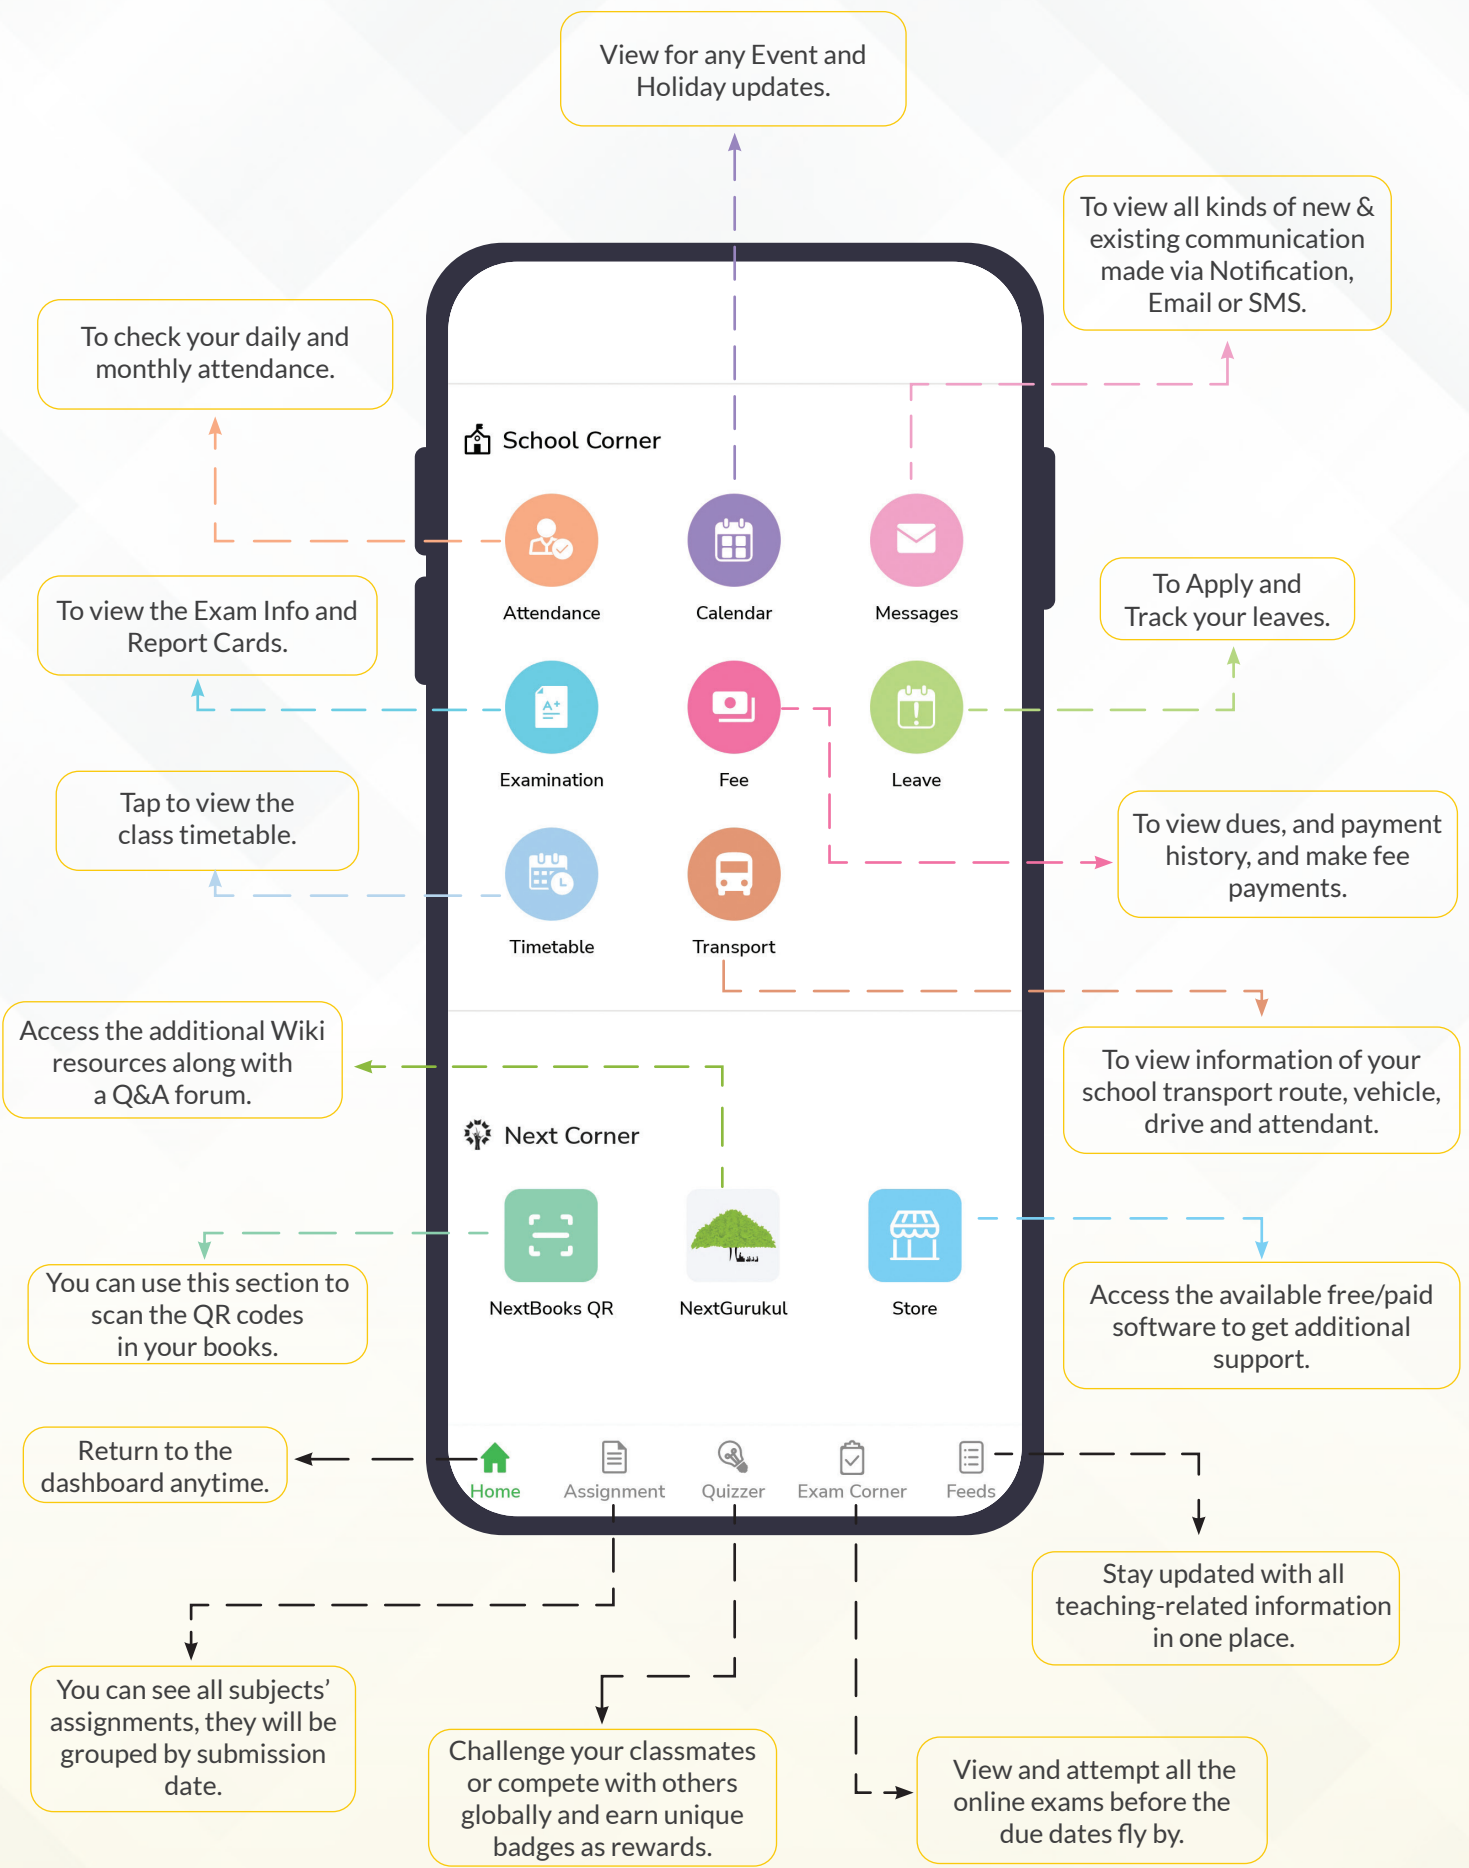 View for any Event and
Holiday updates.
To view all kinds of new &
existing communication
made via Notification,
Email or SMS.
To check your daily and
monthly attendance.
School Corner
Attendance
Calendar
Messages
To view the Exam Info and
Report Cards.
To Apply and
Track your leaves.
A+
Examination
Fee
Leave
Tap to view the
class timetable.
To view dues, and payment
history, and make fee
payments.
Timetable
Transport
Access the additional Wiki
resources along with
a Q&A forum.
To view information of your
school transport route, vehicle,
drive and attendant.
Next Corner
NextBooks QR
NextGurukul
Store
You can use this section to
scan the QR codes
in your books.
Access the available free/paid
software to get additional
support.
Return to the
dashboard anytime.
Home
Assignment
Quizzer
Exam Corner
Feeds
Stay updated with all
teaching-related information
in one place.
You can see all subjects’
assignments, they will be
grouped by submission
date.
Challenge your classmates
or compete with others
globally and earn unique
badges as rewards.
View and attempt all the
online exams before the
due dates fly by.